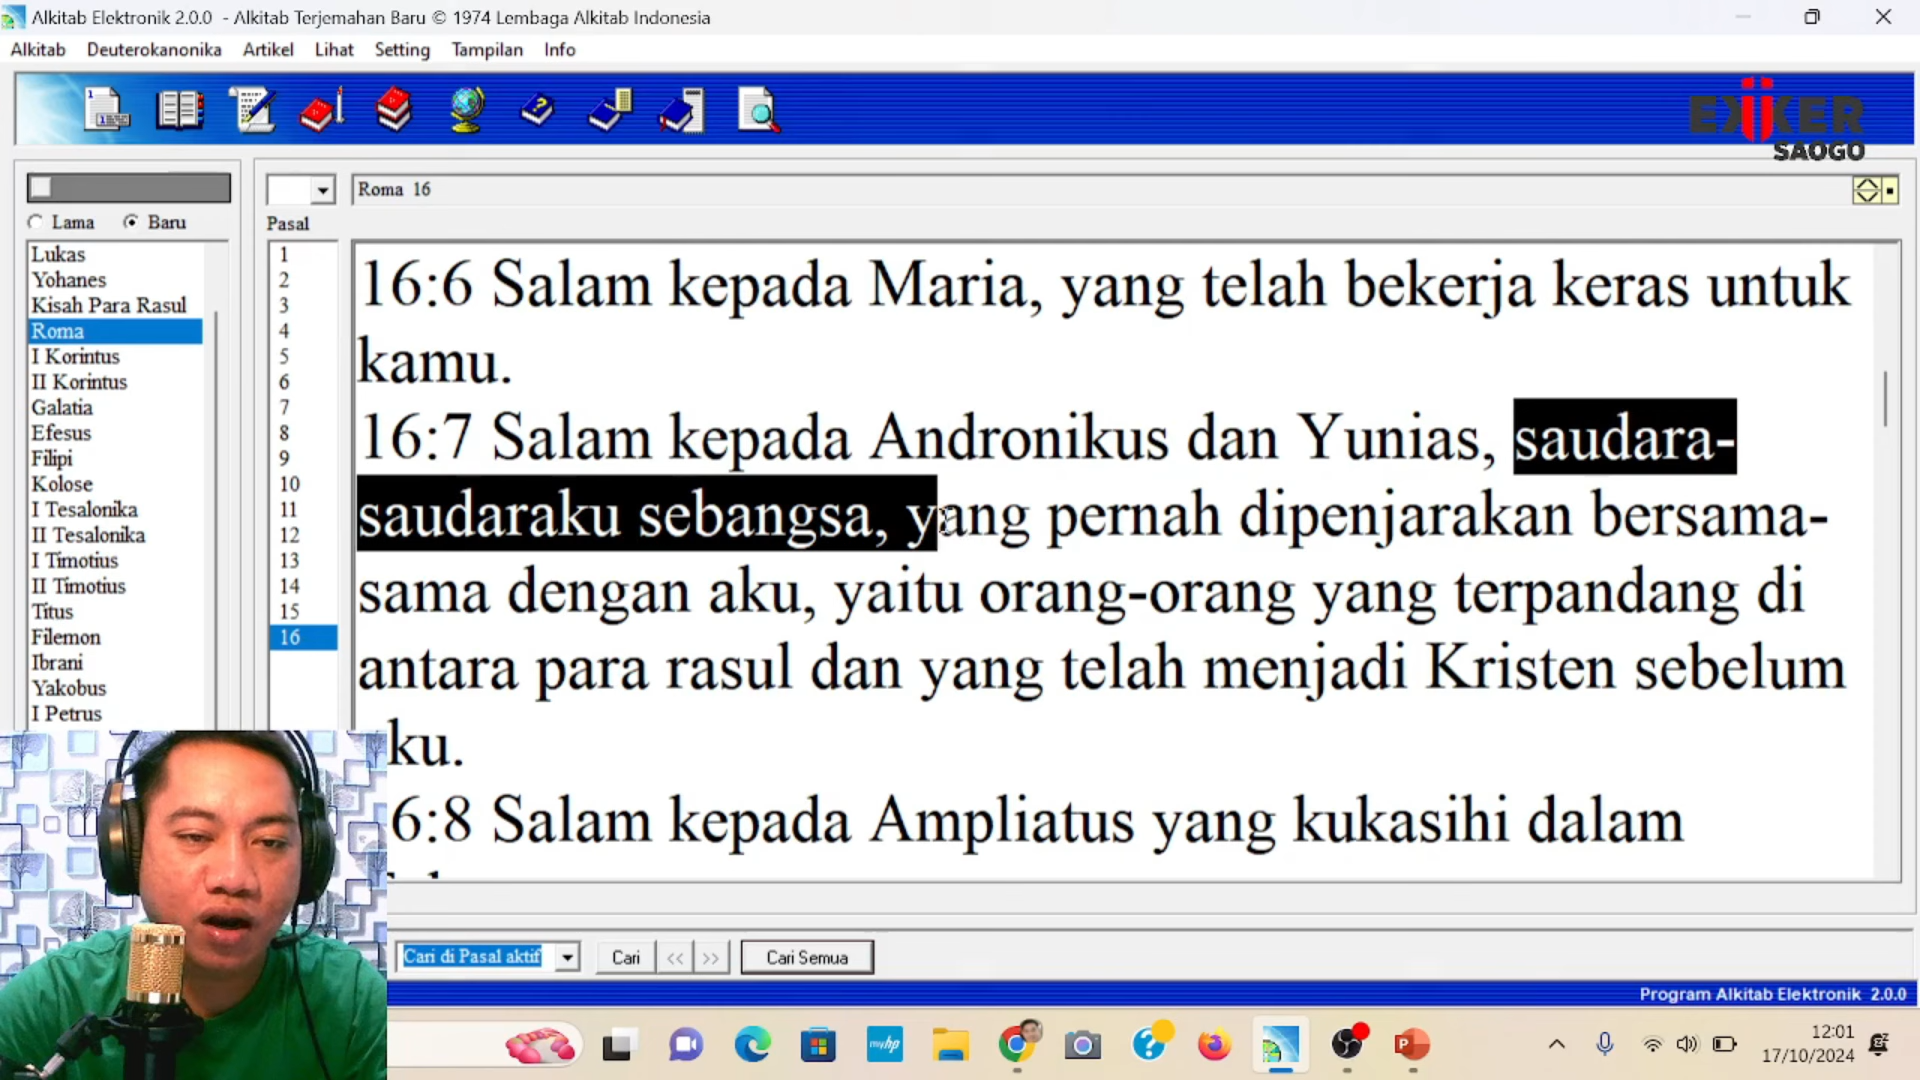 Alkitab Elektronik 2.0.0 - Alkitab Terjemahan Baru © 1974 Lembaga Alkitab Indonesia
Alkitab Deuterokanonika Artikel Lihat Setting Tampilan Info
EKKER
SAOGO
Roma 16
Lama Baru
Pasal
Lukas
Yohanes
Kisah Para Rasul
Roma
I Korintus
II Korintus
Galatia
Efesus
Filipi
Kolose
I Tesalonika
II Tesalonika
I Timotius
II Timotius
Titus
Filemon
Ibrani
Yakobus
I Petrus
1
2
3
4
5
6
7
8
9
10
11
12
13
14
15
16
16:6 Salam kepada Maria, yang telah bekerja keras untuk
kamu.
16:7 Salam kepada Andronikus dan Yunias, saudara-
saudaraku sebangsa, yang pernah dipenjarakan bersama-
sama dengan aku, yaitu orang-orang yang terpandang di
antara para rasul dan yang telah menjadi Kristen sebelum
ku.
6:8 Salam kepada Ampliatus yang kukasihi dalam
Cari di Pasal aktif Cari << >> Cari Semua
Program Alkitab Elektronik 2.0.0
myhp
12:01
17/10/2024